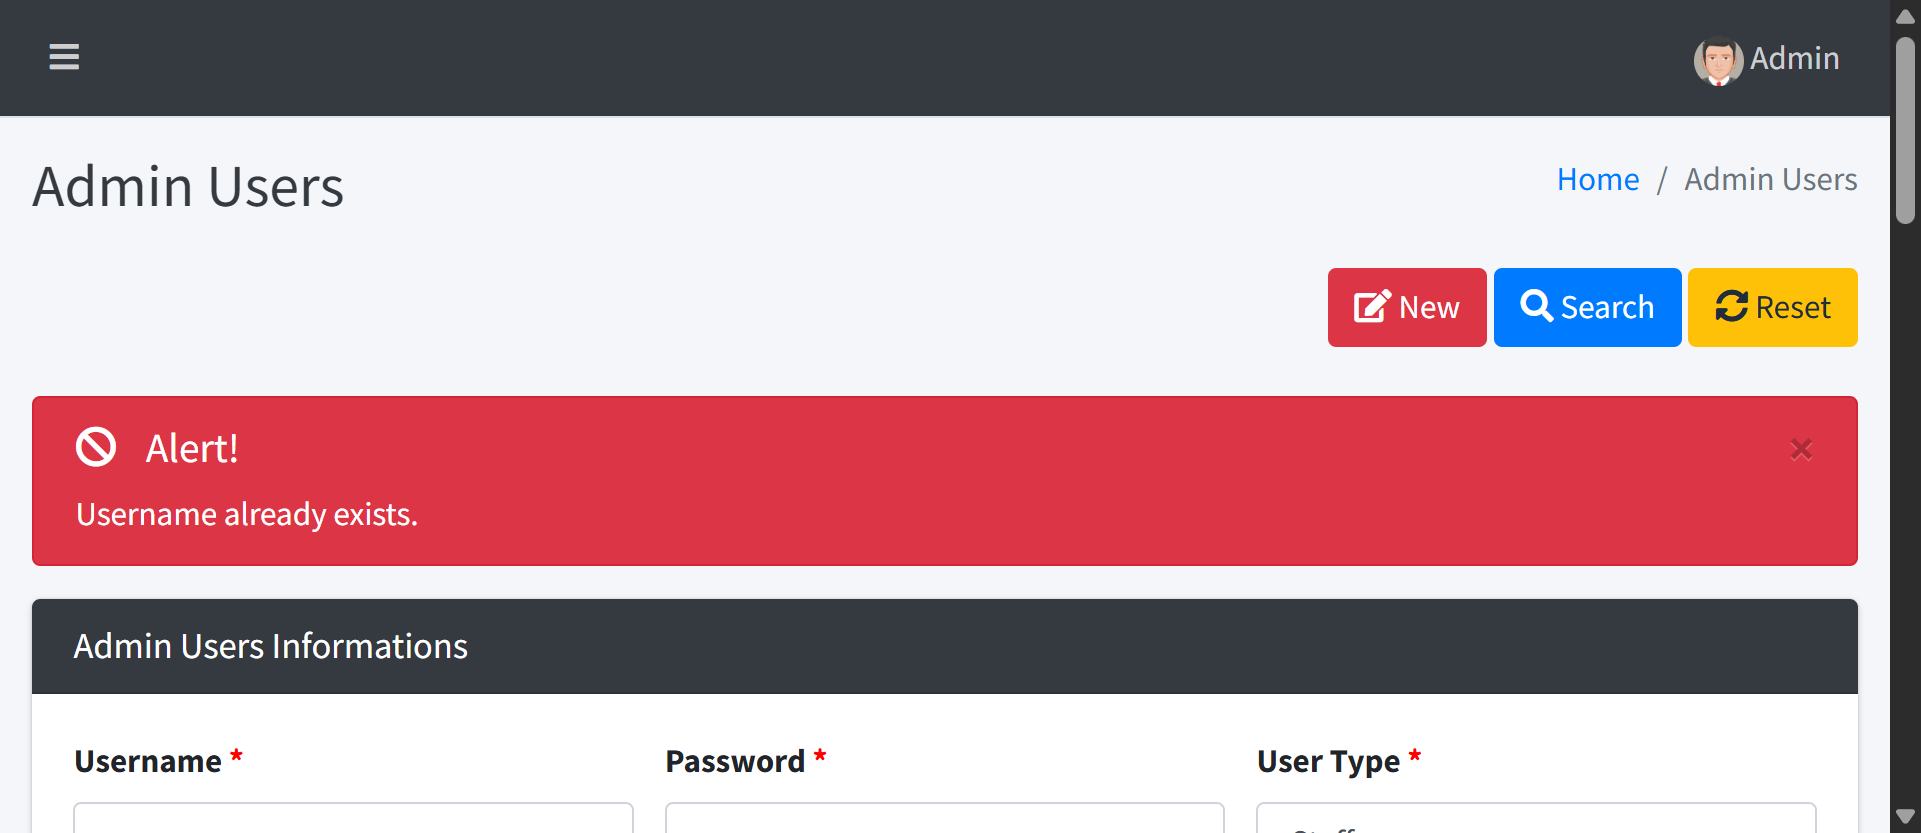 Admin
Admin Users
Home / Admin Users
New Search Reset
Alert!
×
Username already exists.
Admin Users Informations
Username * Password * User Type *
Staff